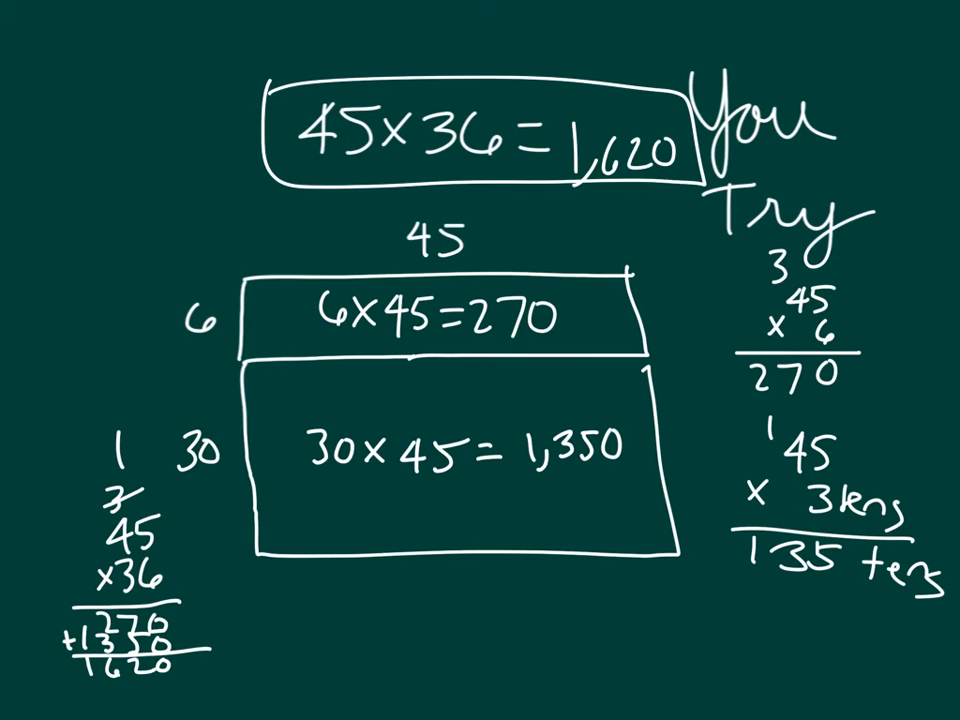 45x36=1,620
You
Try
45
6
6x45=270
30
30x45=1,350
3
45
x 6
270
1
45
x 3tens
135 tens
1
3
45
x36
270
+1350
1620